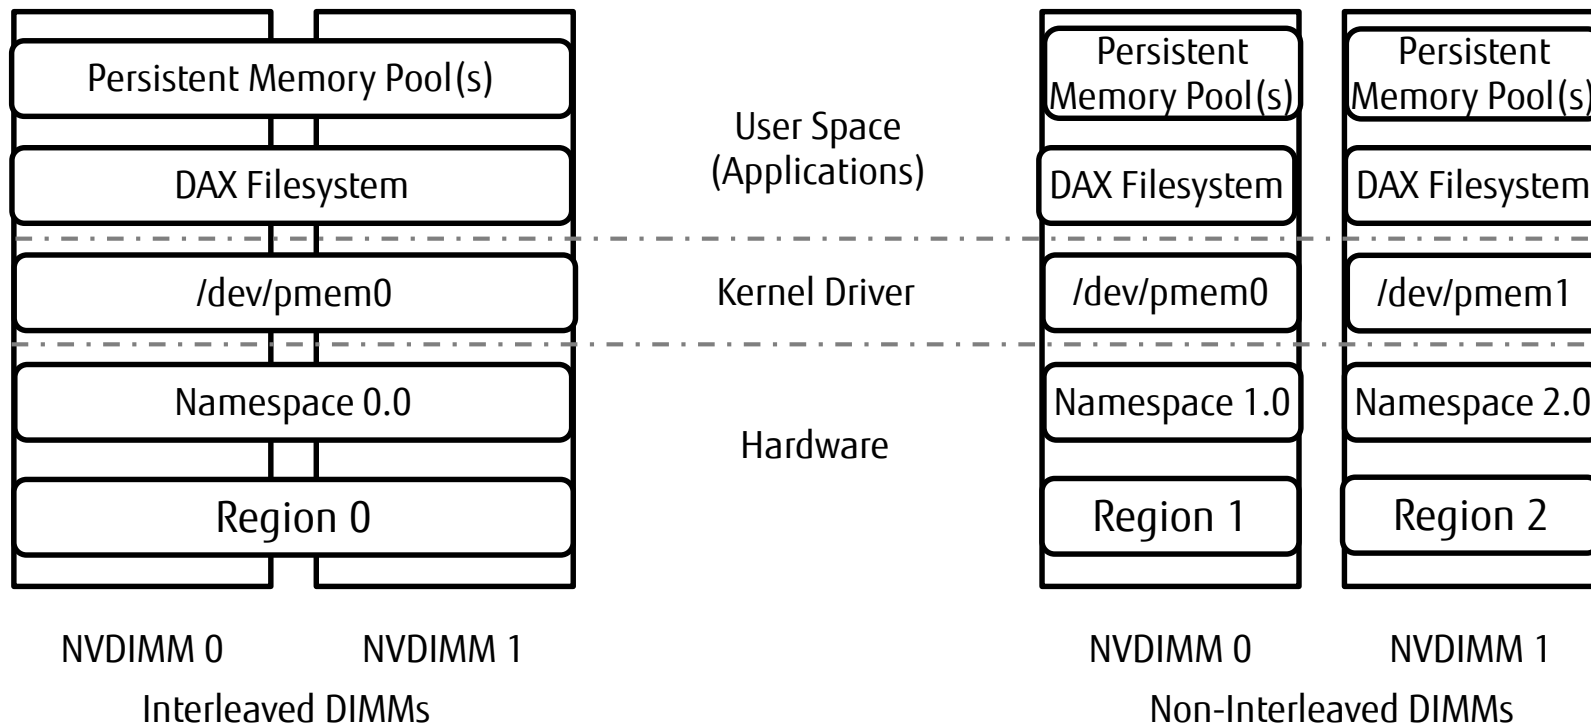 Persistent Memory Pool(s)
DAX Filesystem
/dev/pmem0
Namespace 0.0
Region 0
NVDIMM 0
NVDIMM 1
Interleaved DIMMs
User Space
(Applications)
Kernel Driver
Hardware
Persistent
Memory Pool(s)
DAX Filesystem
/dev/pmem0
Namespace 1.0
Region 1
NVDIMM 0
Persistent
Memory Pool(s)
DAX Filesystem
/dev/pmem1
Namespace 2.0
Region 2
NVDIMM 1
Non-Interleaved DIMMs